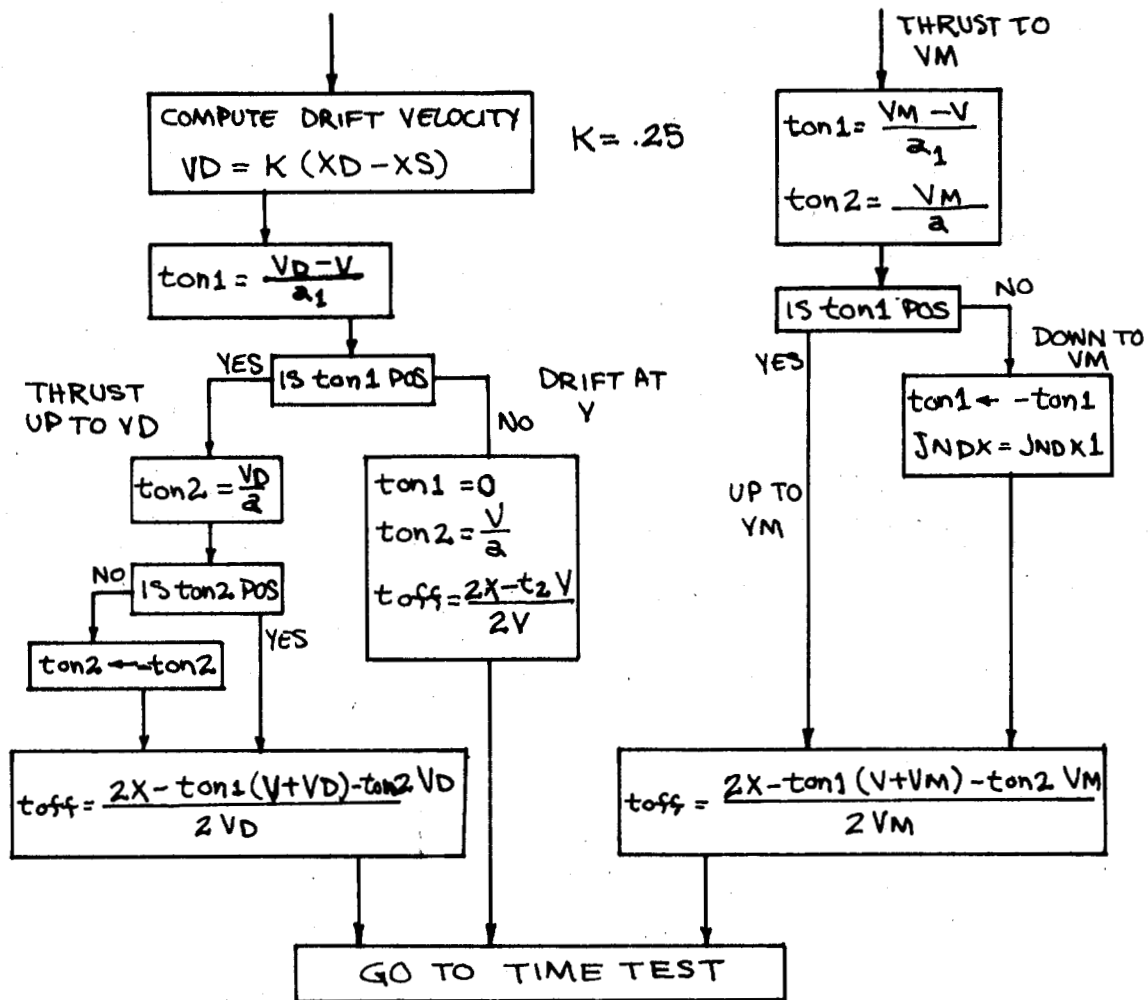 COMPUTE DRIFT VELOCITY
VD = K (XD - XS)
K = .25
ton1 = VD - V / a1
IS ton1 POS
YES
THRUST
UP TO VD
ton2 = VD / a
IS ton2 POS
NO
ton2 ← -ton2
YES
toff = 2X - ton1 (V+VD) - ton2 VD / 2 VD
NO
DRIFT AT
V
ton1 = 0
ton2 = V / a
toff = 2X - t2 V / 2V
THRUST TO
VM
ton1 = VM - V / a1
ton2 = VM / a
IS ton1 POS
YES
UP TO
VM
NO
DOWN TO
VM
ton1 ← -ton1
JNDX = JNDX1
toff = 2X - ton1 (V+VM) - ton2 VM / 2 VM
GO TO TIME TEST